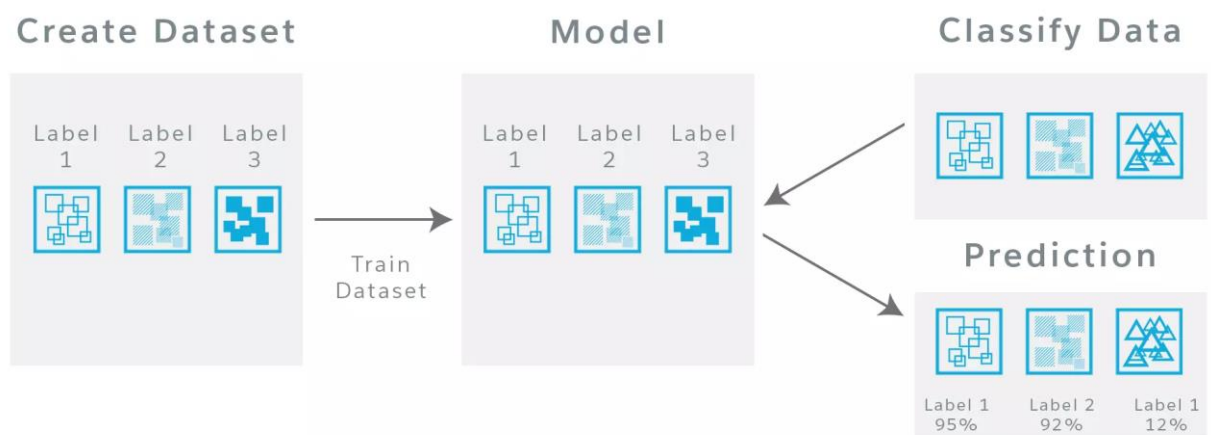 Create Dataset
Label 1
Label 2
Label 3
Train
Dataset
Model
Label 1
Label 2
Label 3
Classify Data
Prediction
Label 1
95%
Label 2
92%
Label 1
12%